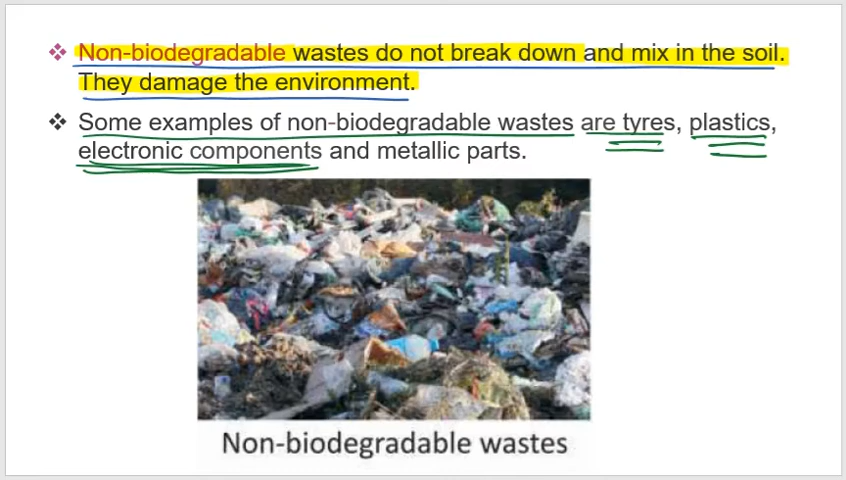 Non-biodegradable wastes do not break down and mix in the soil.
They damage the environment.
Some examples of non-biodegradable wastes are tyres, plastics,
electronic components and metallic parts.
Non-biodegradable wastes